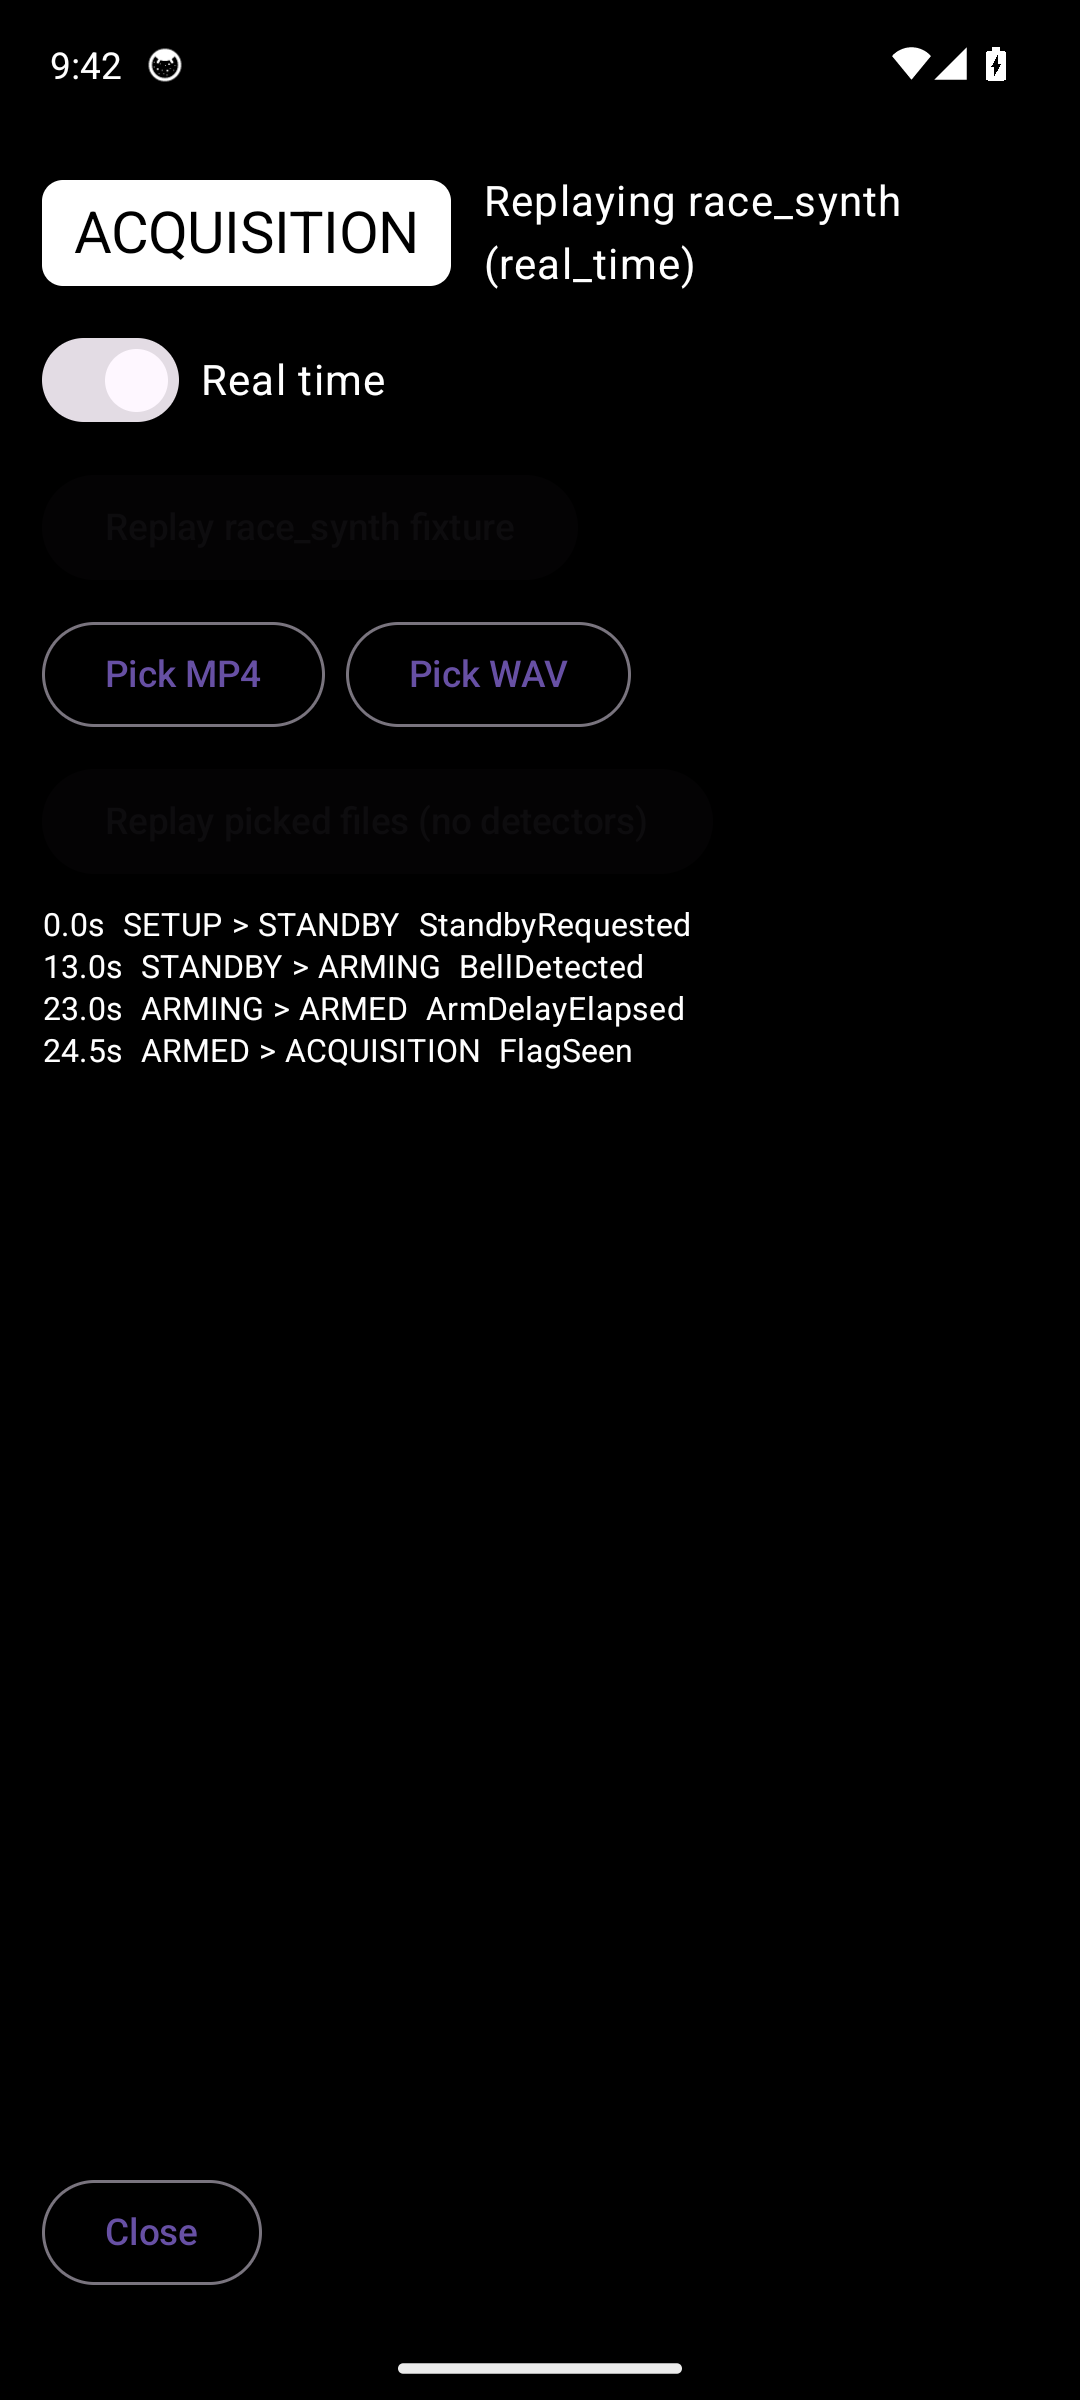 9:42
ACQUISITION
Replaying race_synth
(real_time)
Real time
Replay race_synth fixture
Pick MP4
Pick WAV
Replay picked files (no detectors)
0.0s SETUP > STANDBY StandbyRequested
13.0s STANDBY > ARMING BellDetected
23.0s ARMING > ARMED ArmDelayElapsed
24.5s ARMED > ACQUISITION FlagSeen
Close